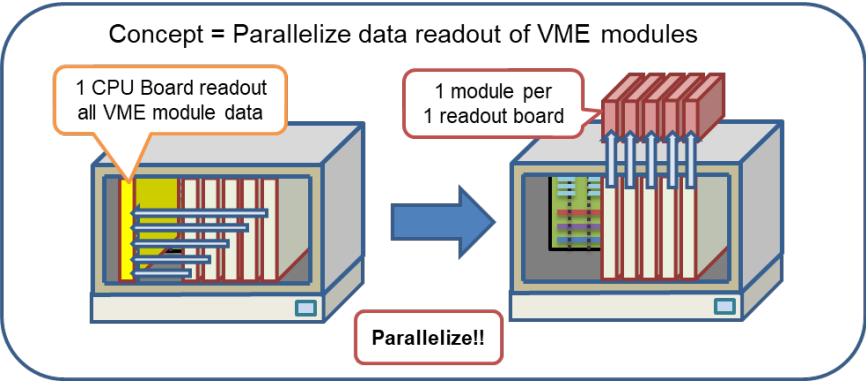 Concept = Parallelize data readout of VME modules
1 CPU Board readout
all VME module data
1 module per
1 readout board
Parallelize!!